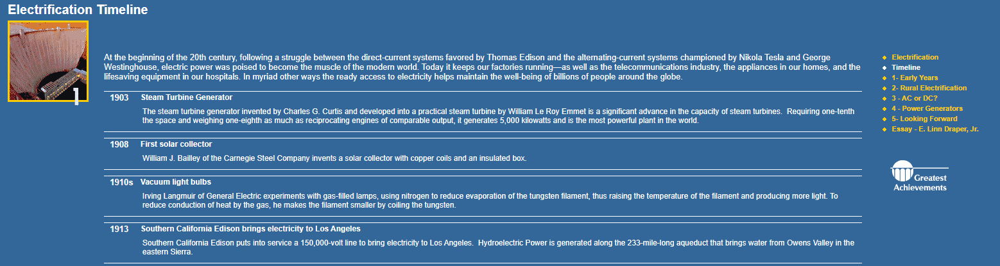 Electrification Timeline
1
At the beginning of the 20th century, following a struggle between the direct-current systems favored by Thomas Edison and the alternating-current systems championed by Nikola Tesla and George
Westinghouse, electric power was poised to become the muscle of the modern world. Today it keeps our factories running—as well as the telecommunications industry, the appliances in our homes, and the
lifesaving equipment in our hospitals. In myriad other ways the ready access to electricity helps maintain the well-being of billions of people around the globe.
1903 Steam Turbine Generator
The steam turbine generator invented by Charles G. Curtis and developed into a practical steam turbine by William Le Roy Emmet is a significant advance in the capacity of steam turbines.  Requiring one-tenth
the space and weighing one-eighth as much as reciprocating engines of comparable output, it generates 5,000 kilowatts and is the most powerful plant in the world.
1908 First solar collector
William J. Bailley of the Carnegie Steel Company invents a solar collector with copper coils and an insulated box.
1910s Vacuum light bulbs
Irving Langmuir of General Electric experiments with gas-filled lamps, using nitrogen to reduce evaporation of the tungsten filament, thus raising the temperature of the filament and producing more light. To
reduce conduction of heat by the gas, he makes the filament smaller by coiling the tungsten.
1913 Southern California Edison brings electricity to Los Angeles
Southern California Edison puts into service a 150,000-volt line to bring electricity to Los Angeles.  Hydroelectric Power is generated along the 233-mile-long aqueduct that brings water from Owens Valley in the
eastern Sierra.
Electrification
Timeline
1- Early Years
2- Rural Electrification
3 - AC or DC?
4 - Power Generators
5- Looking Forward
Essay - E. Linn Draper, Jr.
Greatest
Achievements